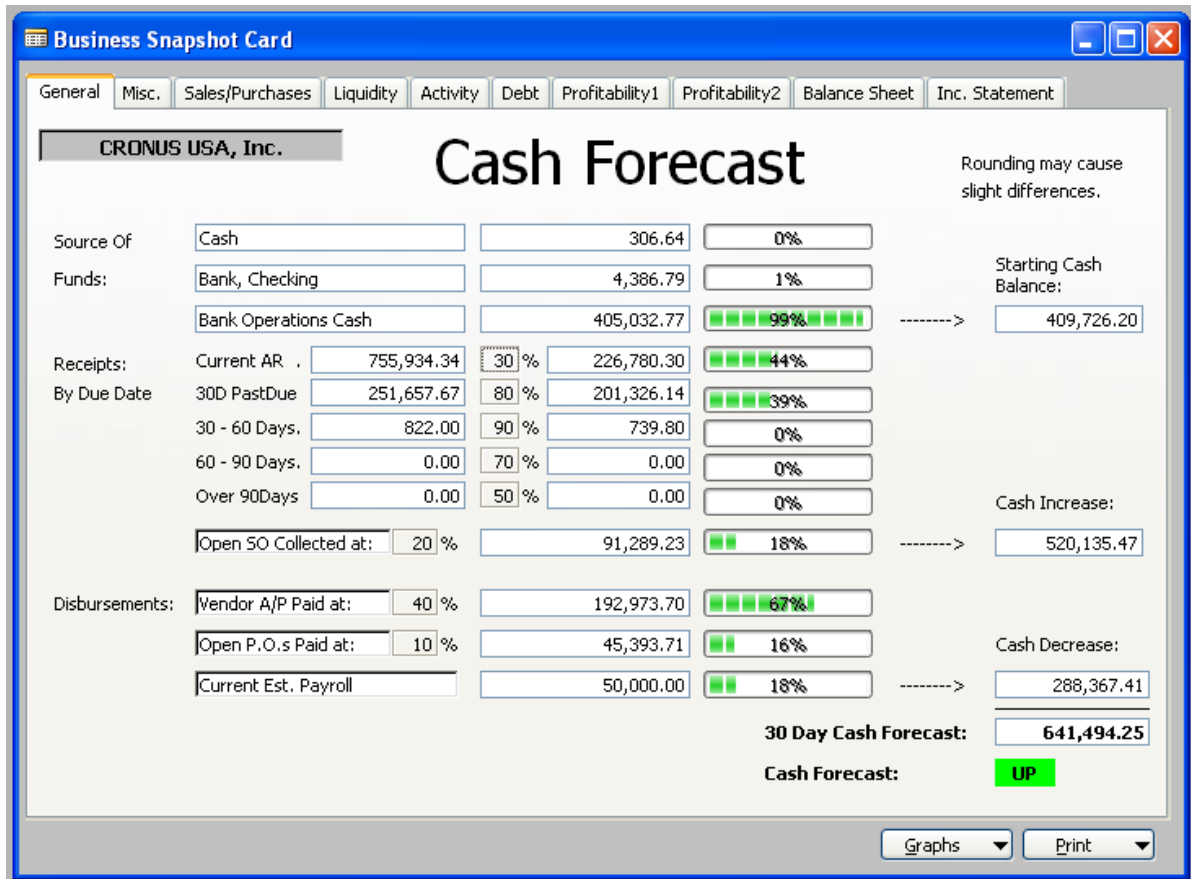 Business Snapshot Card
General Misc. Sales/Purchases Liquidity Activity Debt Profitability1 Profitability2 Balance Sheet Inc. Statement
CRONUS USA, Inc.
Cash Forecast
Rounding may cause
slight differences.
Source Of Cash 306.64 0%
Funds: Bank, Checking 4,386.79 1%
Starting Cash
Balance:
Bank Operations Cash 405,032.77 99% --------> 409,726.20
Receipts: Current AR . 755,934.34 30 % 226,780.30 44%
By Due Date 30D PastDue 251,657.67 80 % 201,326.14 39%
30 - 60 Days. 822.00 90 % 739.80 0%
60 - 90 Days. 0.00 70 % 0.00 0%
Over 90Days 0.00 50 % 0.00 0%
Cash Increase:
Open SO Collected at: 20 % 91,289.23 18% --------> 520,135.47
Disbursements: Vendor A/P Paid at: 40 % 192,973.70 67%
Open P.O.s Paid at: 10 % 45,393.71 16% Cash Decrease:
Current Est. Payroll 50,000.00 18% --------> 288,367.41
30 Day Cash Forecast: 641,494.25
Cash Forecast: UP
Graphs Print